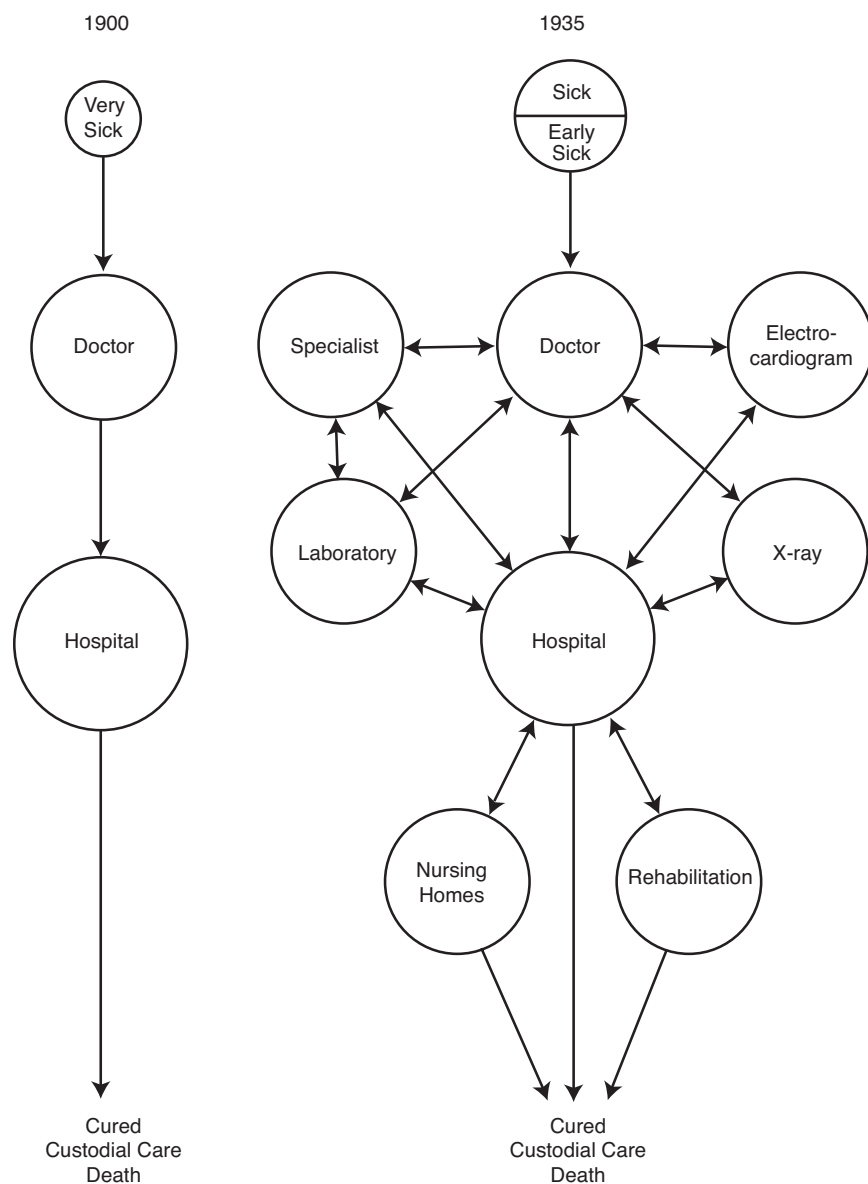 1900
Very
Sick
Doctor
Hospital
Cured
Custodial Care
Death
1935
Sick
Early
Sick
Specialist
Doctor
Electro-
cardiogram
Laboratory
X-ray
Hospital
Nursing
Homes
Rehabilitation
Cured
Custodial Care
Death